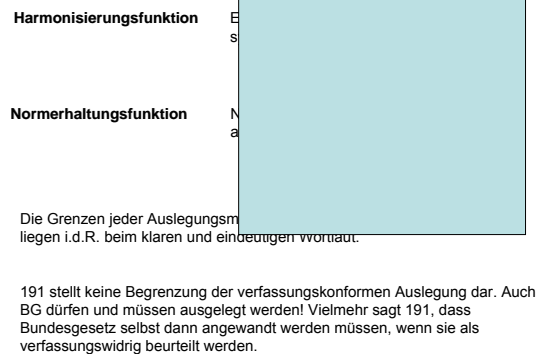 Harmonisierungsfunktion E
s
Normerhaltungsfunktion N
a
Die Grenzen jeder
liegen i.d.R. beim klaren und eindeutigen Wortlaut.
191 stellt keine Begrenzung der verfassungskonformen Auslegung dar. Auch
BG dürfen und müssen ausgelegt werden! Vielmehr sagt 191, dass
Bundesgesetz selbst dann angewandt werden müssen, wenn sie als
verfassungswidrig beurteilt werden.